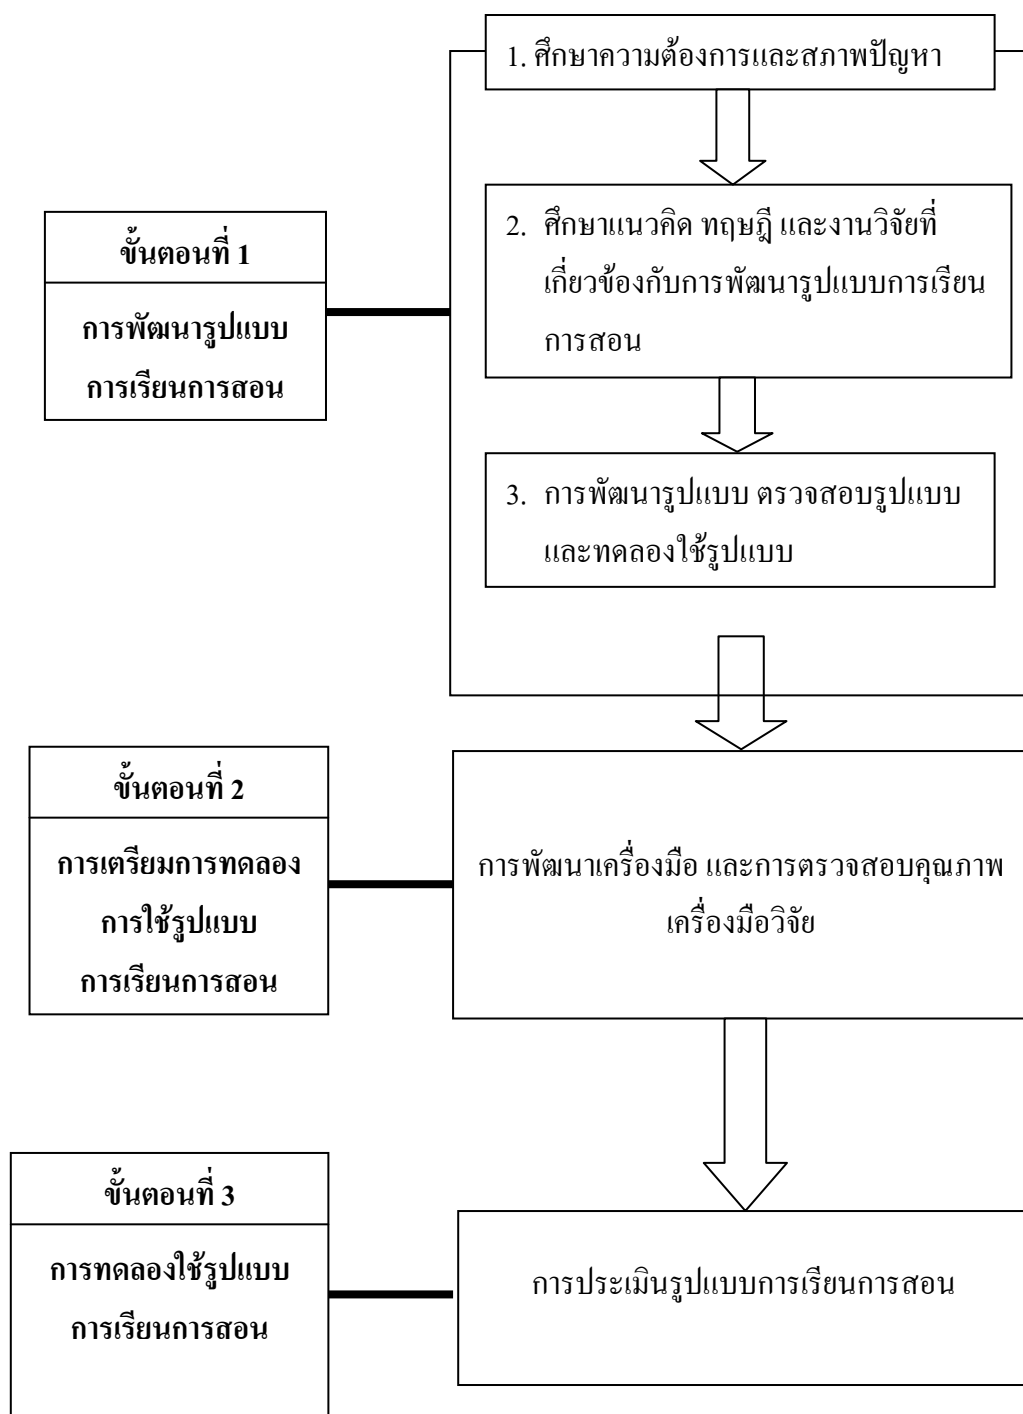 1. ศึกษาความต้องการและสภาพปัญหา
ขั้นตอนที่ 1
การพัฒนารูปแบบ
การเรียนการสอน
2. ศึกษาแนวคิด ทฤษฎี และงานวิจัยที่
เกี่ยวข้องกับการพัฒนารูปแบบการเรียน
การสอน
3. การพัฒนารูปแบบ ตรวจสอบรูปแบบ
และทดลองใช้รูปแบบ
ขั้นตอนที่ 2
การเตรียมการทดลอง
การใช้รูปแบบ
การเรียนการสอน
การพัฒนาเครื่องมือ และการตรวจสอบคุณภาพ
เครื่องมือวิจัย
ขั้นตอนที่ 3
การทดลองใช้รูปแบบ
การเรียนการสอน
การประเมินรูปแบบการเรียนการสอน